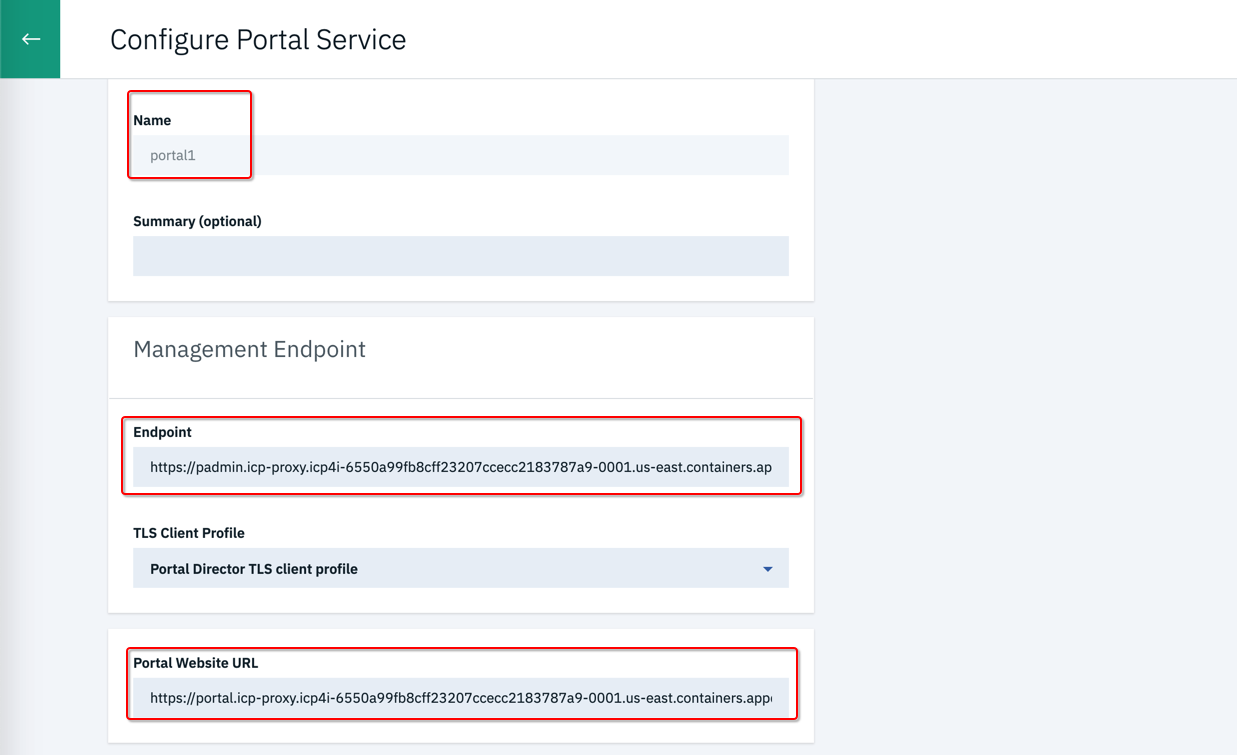 Configure Portal Service
Name
portal1
Summary (optional)
Management Endpoint
Endpoint
https://padmin.icp-proxy.icp4i-6550a99fb8cff23207ccecc2183787a9-0001.us-east.containers.ap
TLS Client Profile
Portal Director TLS client profile
Portal Website URL
https://portal.icp-proxy.icp4i-6550a99fb8cff23207ccecc2183787a9-0001.us-east.containers.app